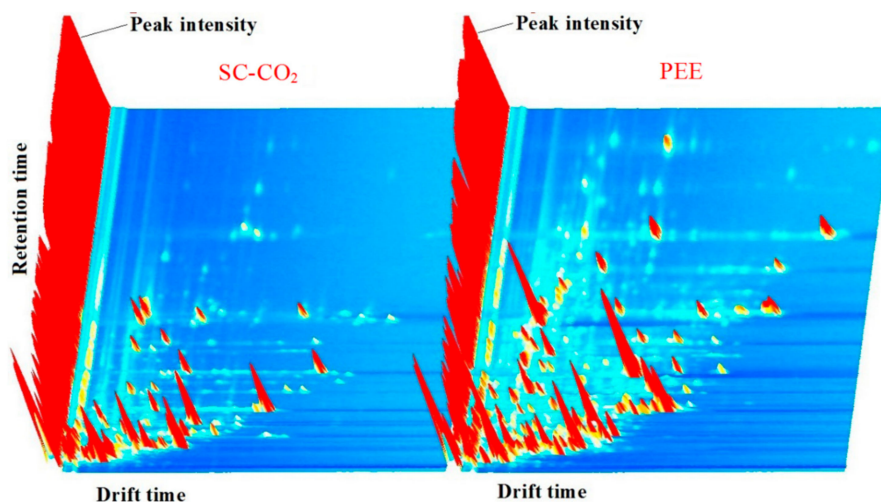 Peak intensity
Peak intensity
SC-CO₂
PEE
Retention time
Drift time
Drift time